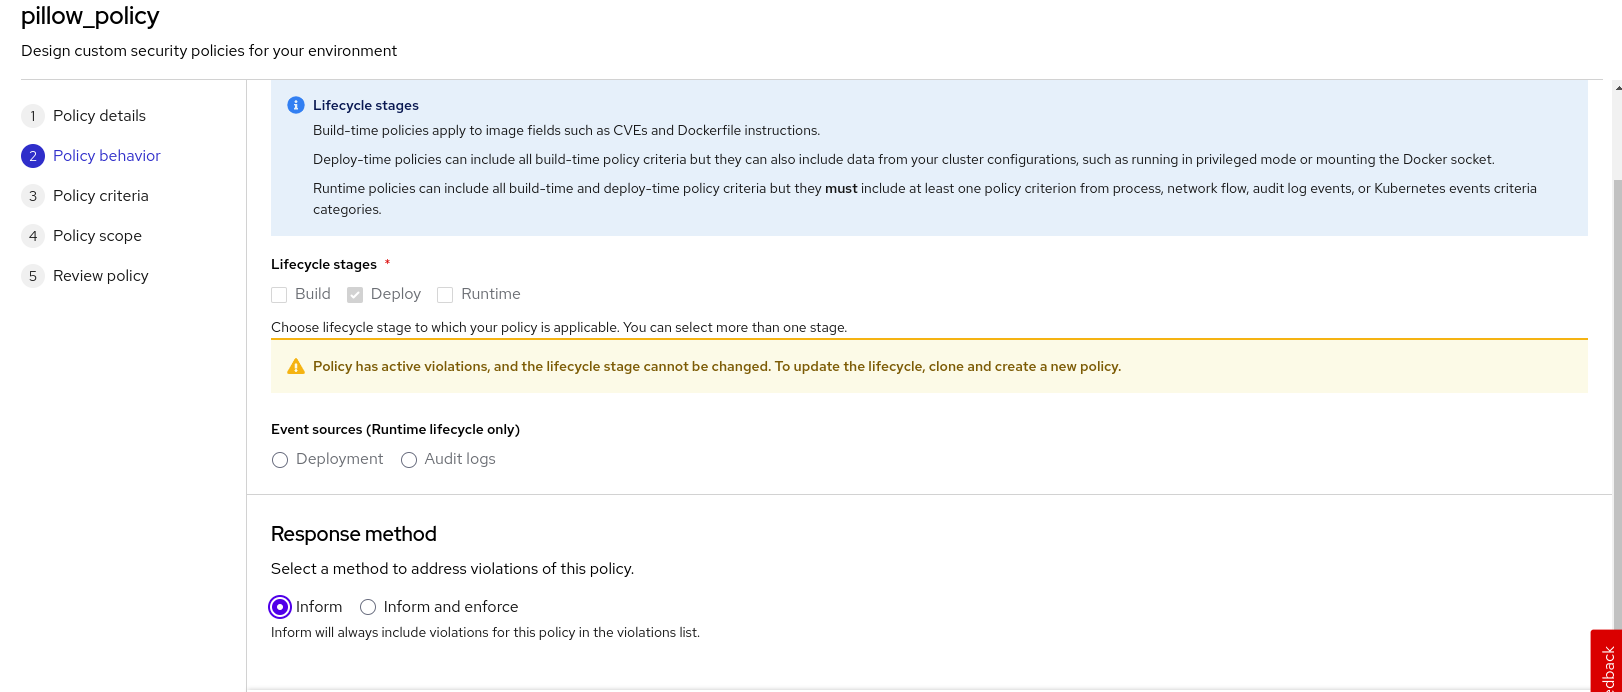 pillow_policy
Design custom security policies for your environment
1 Policy details
2 Policy behavior
3 Policy criteria
4 Policy scope
5 Review policy
Lifecycle stages
Build-time policies apply to image fields such as CVEs and Dockerfile instructions.
Deploy-time policies can include all build-time policy criteria but they can also include data from your cluster configurations, such as running in privileged mode or mounting the Docker socket.
Runtime policies can include all build-time and deploy-time policy criteria but they must include at least one policy criterion from process, network flow, audit log events, or Kubernetes events criteria
categories.
Lifecycle stages *
Build Deploy Runtime
Choose lifecycle stage to which your policy is applicable. You can select more than one stage.
Policy has active violations, and the lifecycle stage cannot be changed. To update the lifecycle, clone and create a new policy.
Event sources (Runtime lifecycle only)
Deployment Audit logs
Response method
Select a method to address violations of this policy.
Inform Inform and enforce
Inform will always include violations for this policy in the violations list.
dback